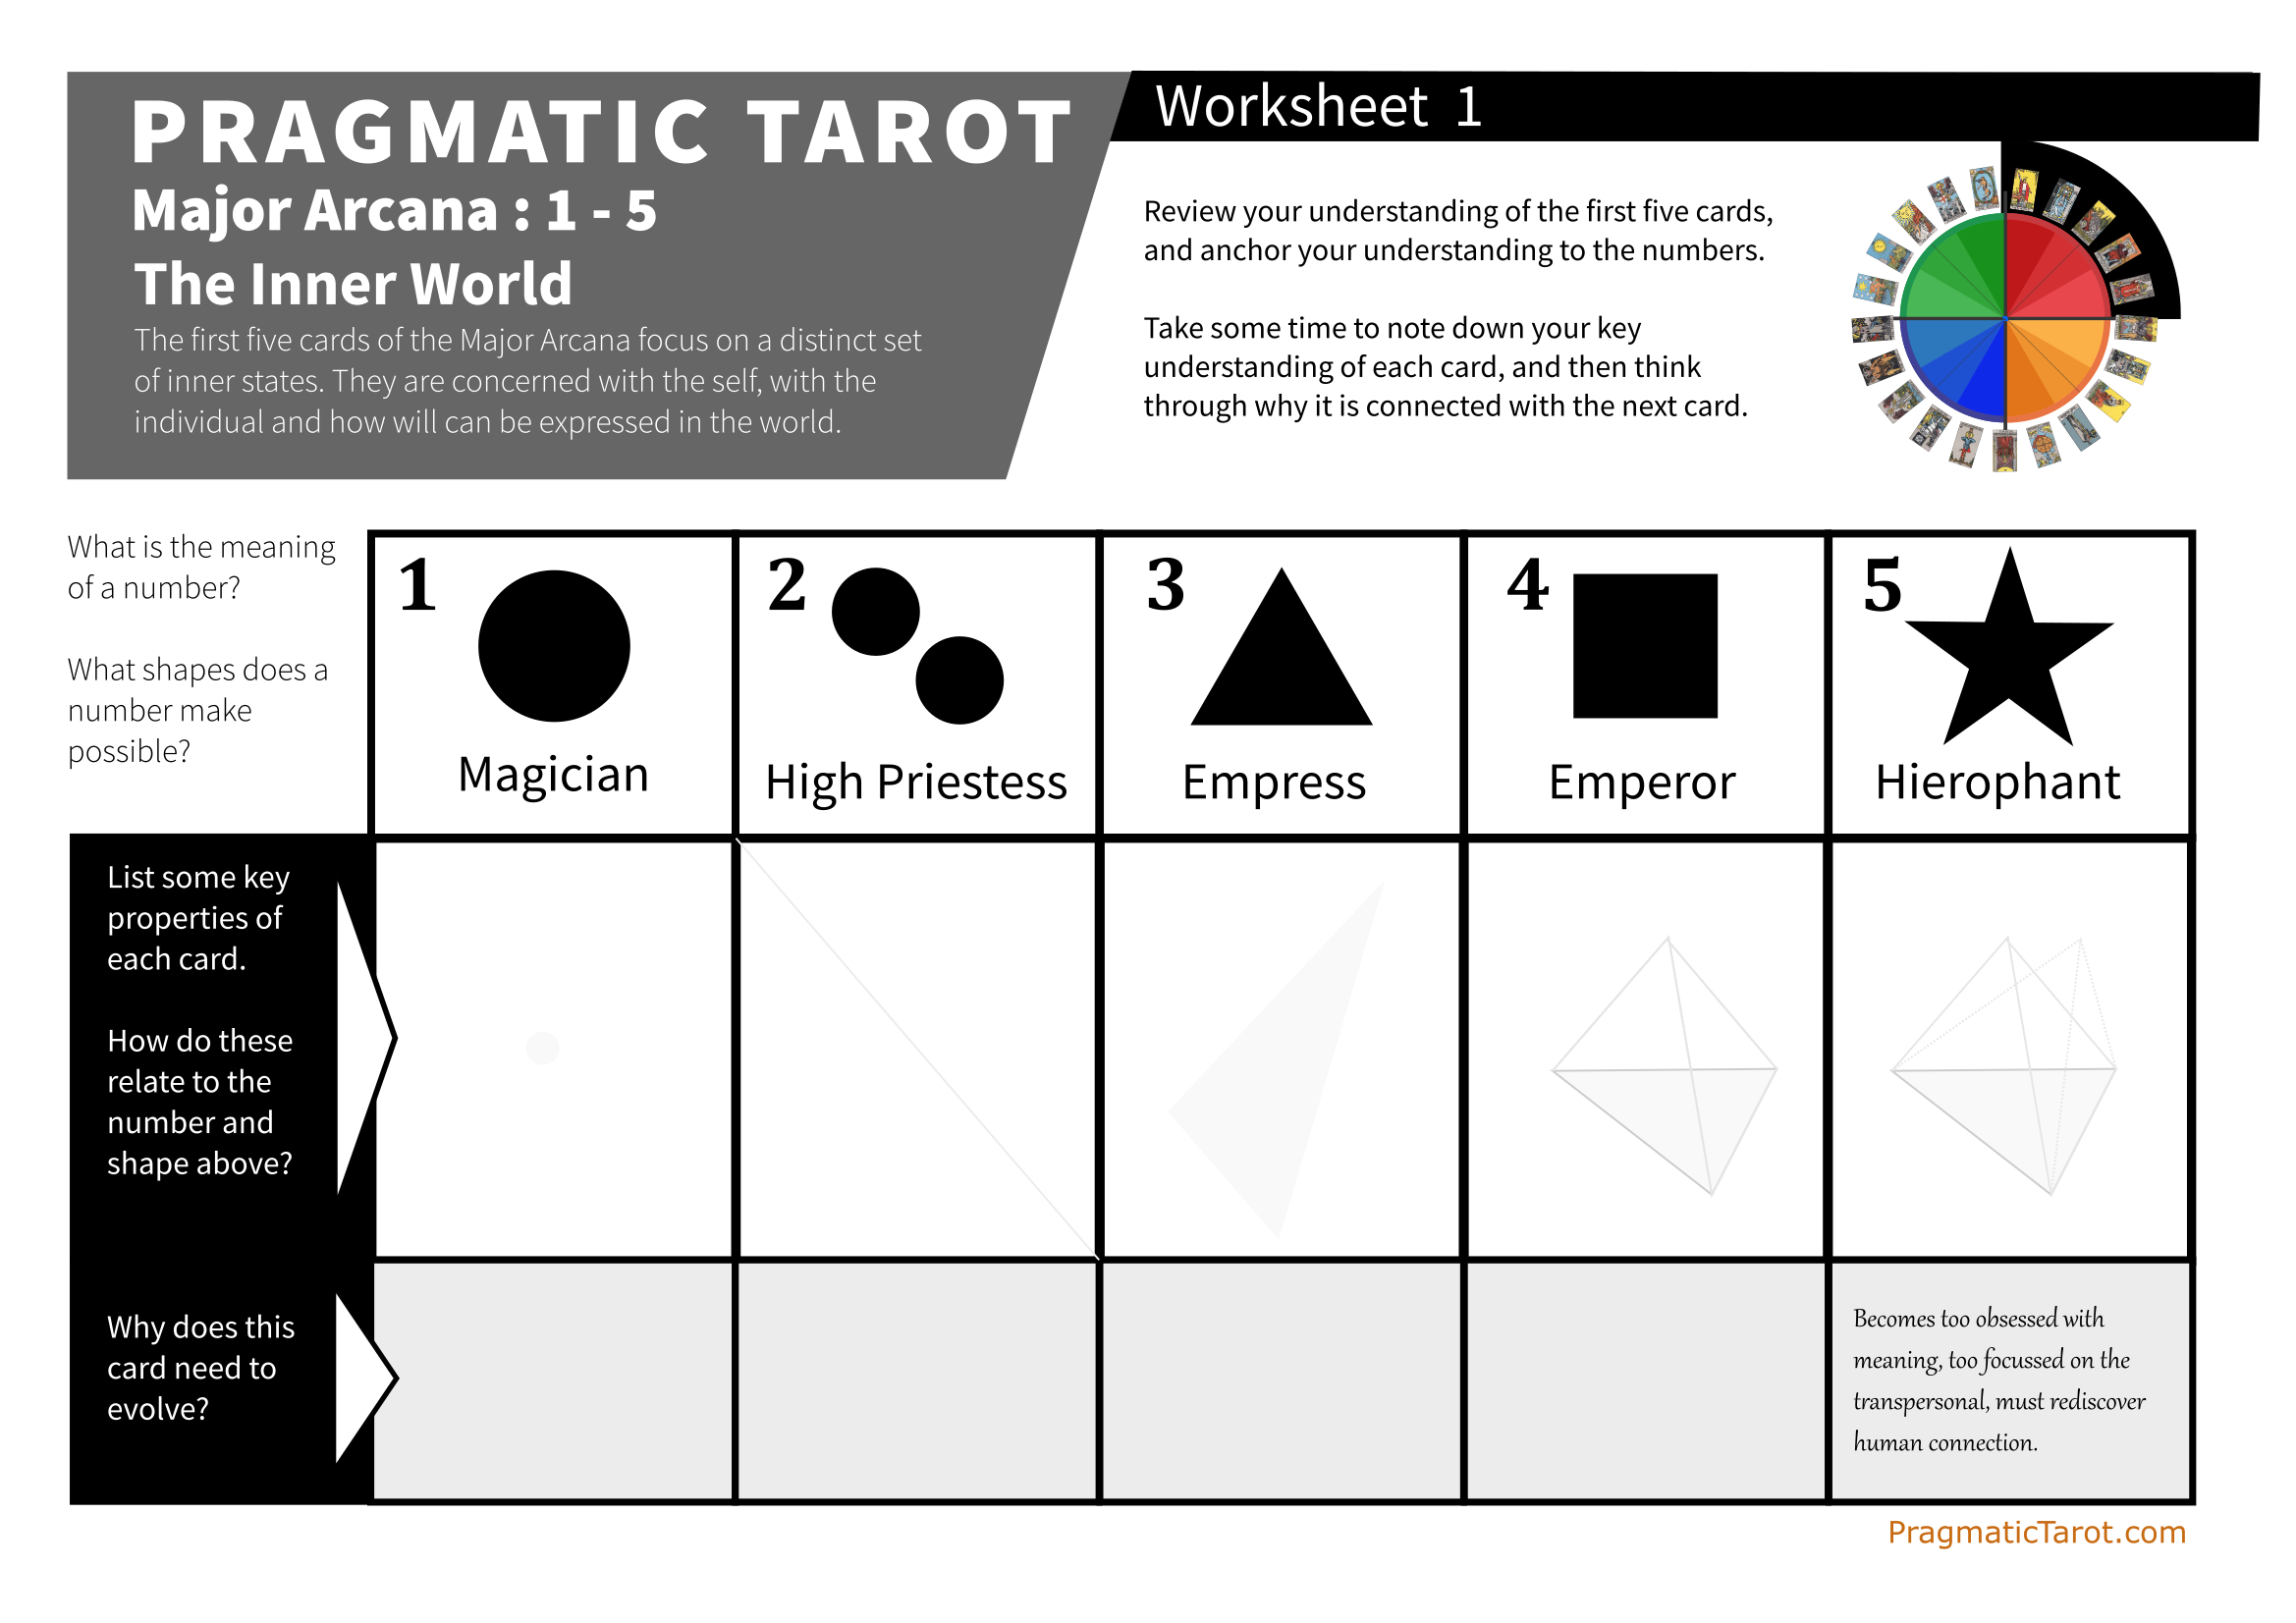 PRAGMATIC TAROT
Major Arcana : 1 - 5
The Inner World
The first five cards of the Major Arcana focus on a distinct set
of inner states. They are concerned with the self, with the
individual and how will can be expressed in the world.
Worksheet 1
Review your understanding of the first five cards,
and anchor your understanding to the numbers.
Take some time to note down your key
understanding of each card, and then think
through why it is connected with the next card.
What is the meaning
of a number?
What shapes does a
number make
possible?
1
Magician
2
High Priestess
3
Empress
4
Emperor
5
Hierophant
List some key
properties of
each card.
How do these
relate to the
number and
shape above?
Why does this
card need to
evolve?
Becomes too obsessed with
meaning, too focussed on the
transpersonal, must rediscover
human connection.
PragmaticTarot.com